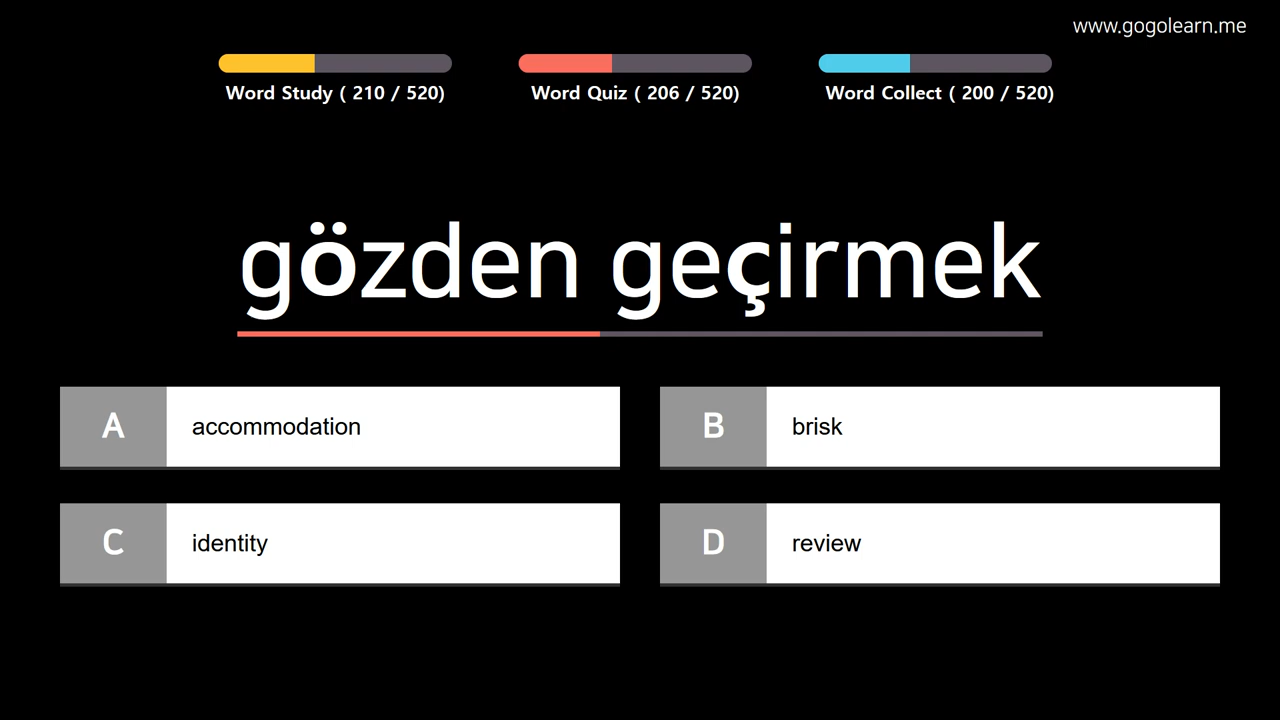 www.gogolearn.me
Word Study ( 210 / 520)
Word Quiz ( 206 / 520)
Word Collect ( 200 / 520)
gözden geçirmek
A
accommodation
B
brisk
C
identity
D
review